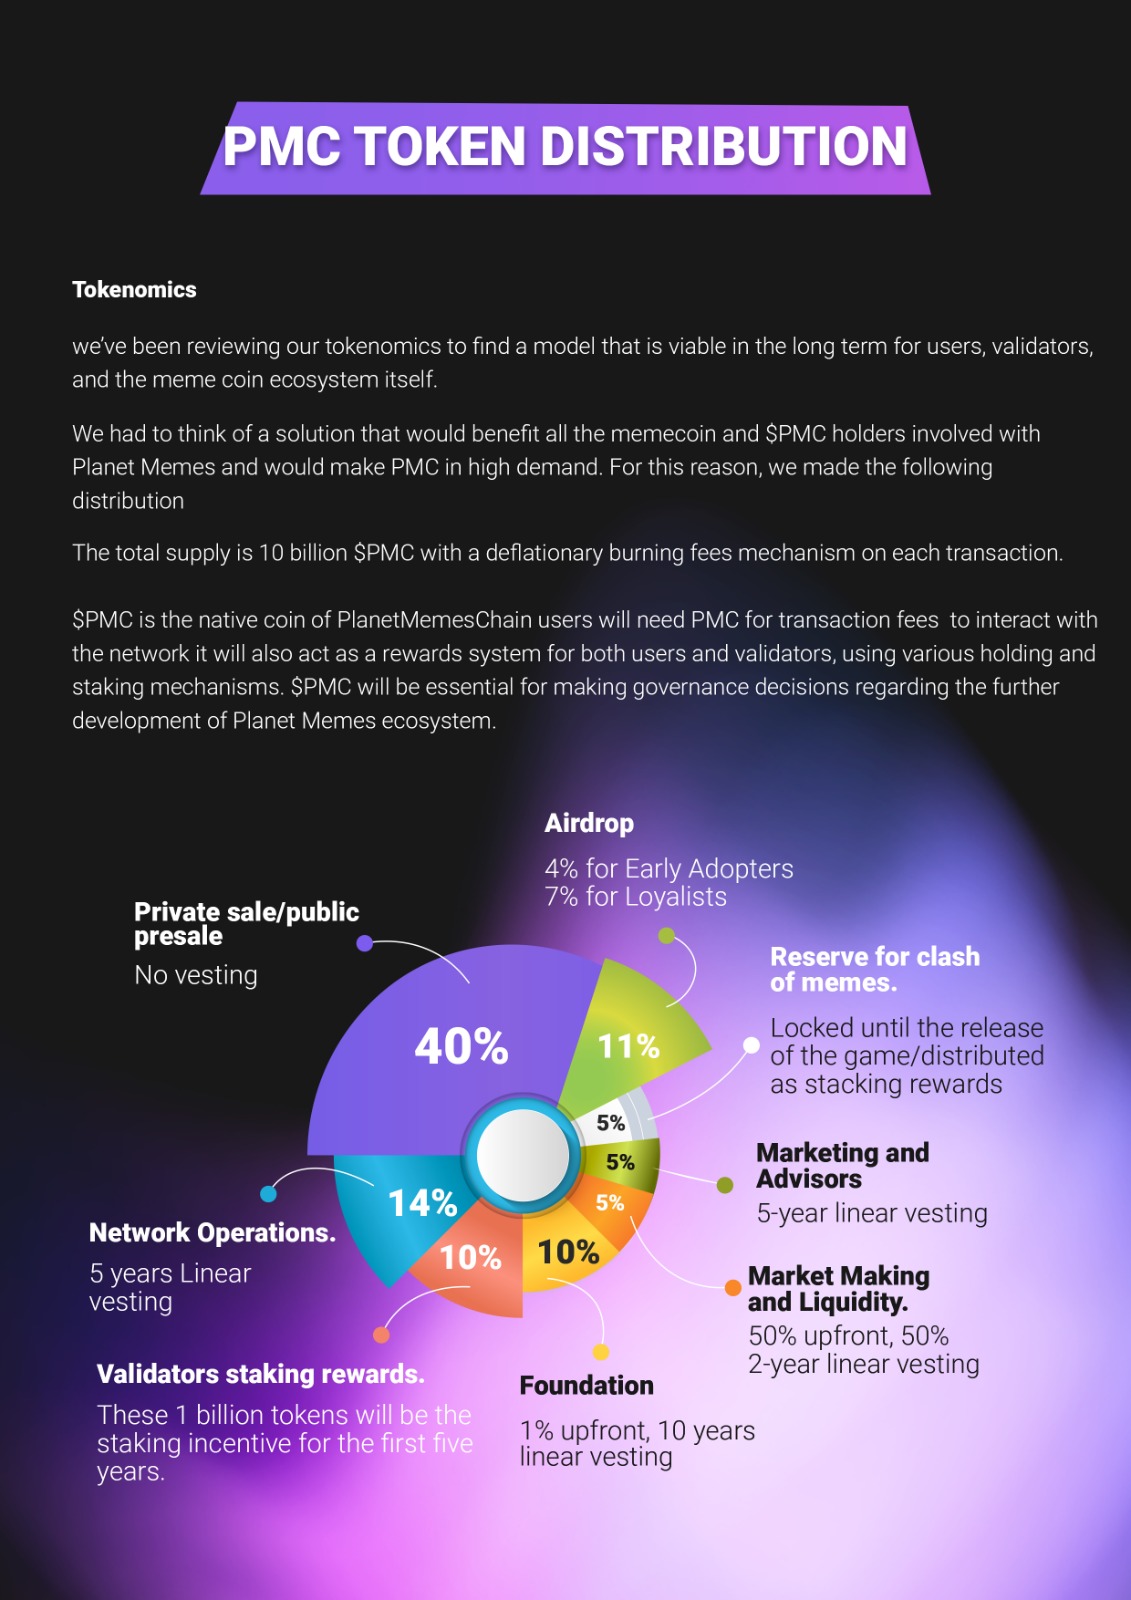 PMC TOKEN DISTRIBUTION
Tokenomics
we’ve been reviewing our tokenomics to find a model that is viable in the long term for users, validators,
and the meme coin ecosystem itself.
We had to think of a solution that would benefit all the memecoin and $PMC holders involved with
Planet Memes and would make PMC in high demand. For this reason, we made the following
distribution
The total supply is 10 billion $PMC with a deflationary burning fees mechanism on each transaction.
$PMC is the native coin of PlanetMemesChain users will need PMC for transaction fees  to interact with
the network it will also act as a rewards system for both users and validators, using various holding and
staking mechanisms. $PMC will be essential for making governance decisions regarding the further
development of Planet Memes ecosystem.
Airdrop
4% for Early Adopters
7% for Loyalists
Private sale/public
presale
No vesting
Reserve for clash
of memes.
Locked until the release
of the game/distributed
as stacking rewards
40%
11%
5%
5%
5%
14%
10%
10%
Marketing and
Advisors
5-year linear vesting
Network Operations.
5 years Linear
vesting
Market Making
and Liquidity.
50% upfront, 50%
2-year linear vesting
Validators staking rewards.
These 1 billion tokens will be the
staking incentive for the first five
years.
Foundation
1% upfront, 10 years
linear vesting